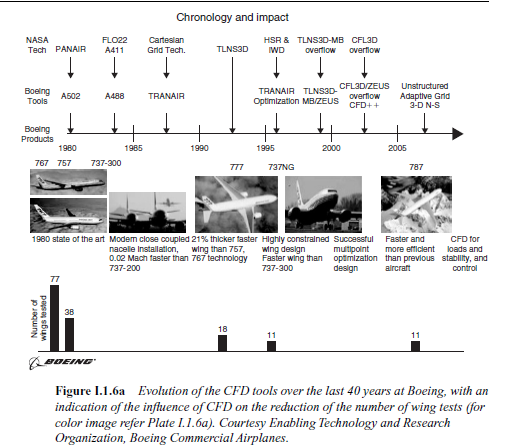 Chronology and impact
NASA Tech PANAIR FLO22 A411 Cartesian Grid Tech. TLNS3D HSR & IWD TLNS3D-MB overflow CFL3D overflow
Boeing Tools A502 A488 TRANAIR TRANAIR Optimization TLNS3D-MB/ZEUS CFL3D/ZEUS overflow CFD++ Unstructured Adaptive Grid 3-D N-S
Boeing Products
1980 1985 1990 1995 2000 2005
767 757 737-300 777 737NG 787
1980 state of the art
Modern close coupled nacelle installation, 0.02 Mach faster than 737-200
21% thicker faster wing than 757, 767 technology
Highly constrained wing design Faster wing than 737-300
Successful multipoint optimization design
Faster and more efficient than previous aircraft
CFD for loads and stability, and control
Number of wings tested
77
38
18
11
11
BOEING
Figure I.1.6a Evolution of the CFD tools over the last 40 years at Boeing, with an
indication of the influence of CFD on the reduction of the number of wing tests (for
color image refer Plate I.1.6a). Courtesy Enabling Technology and Research
Organization, Boeing Commercial Airplanes.